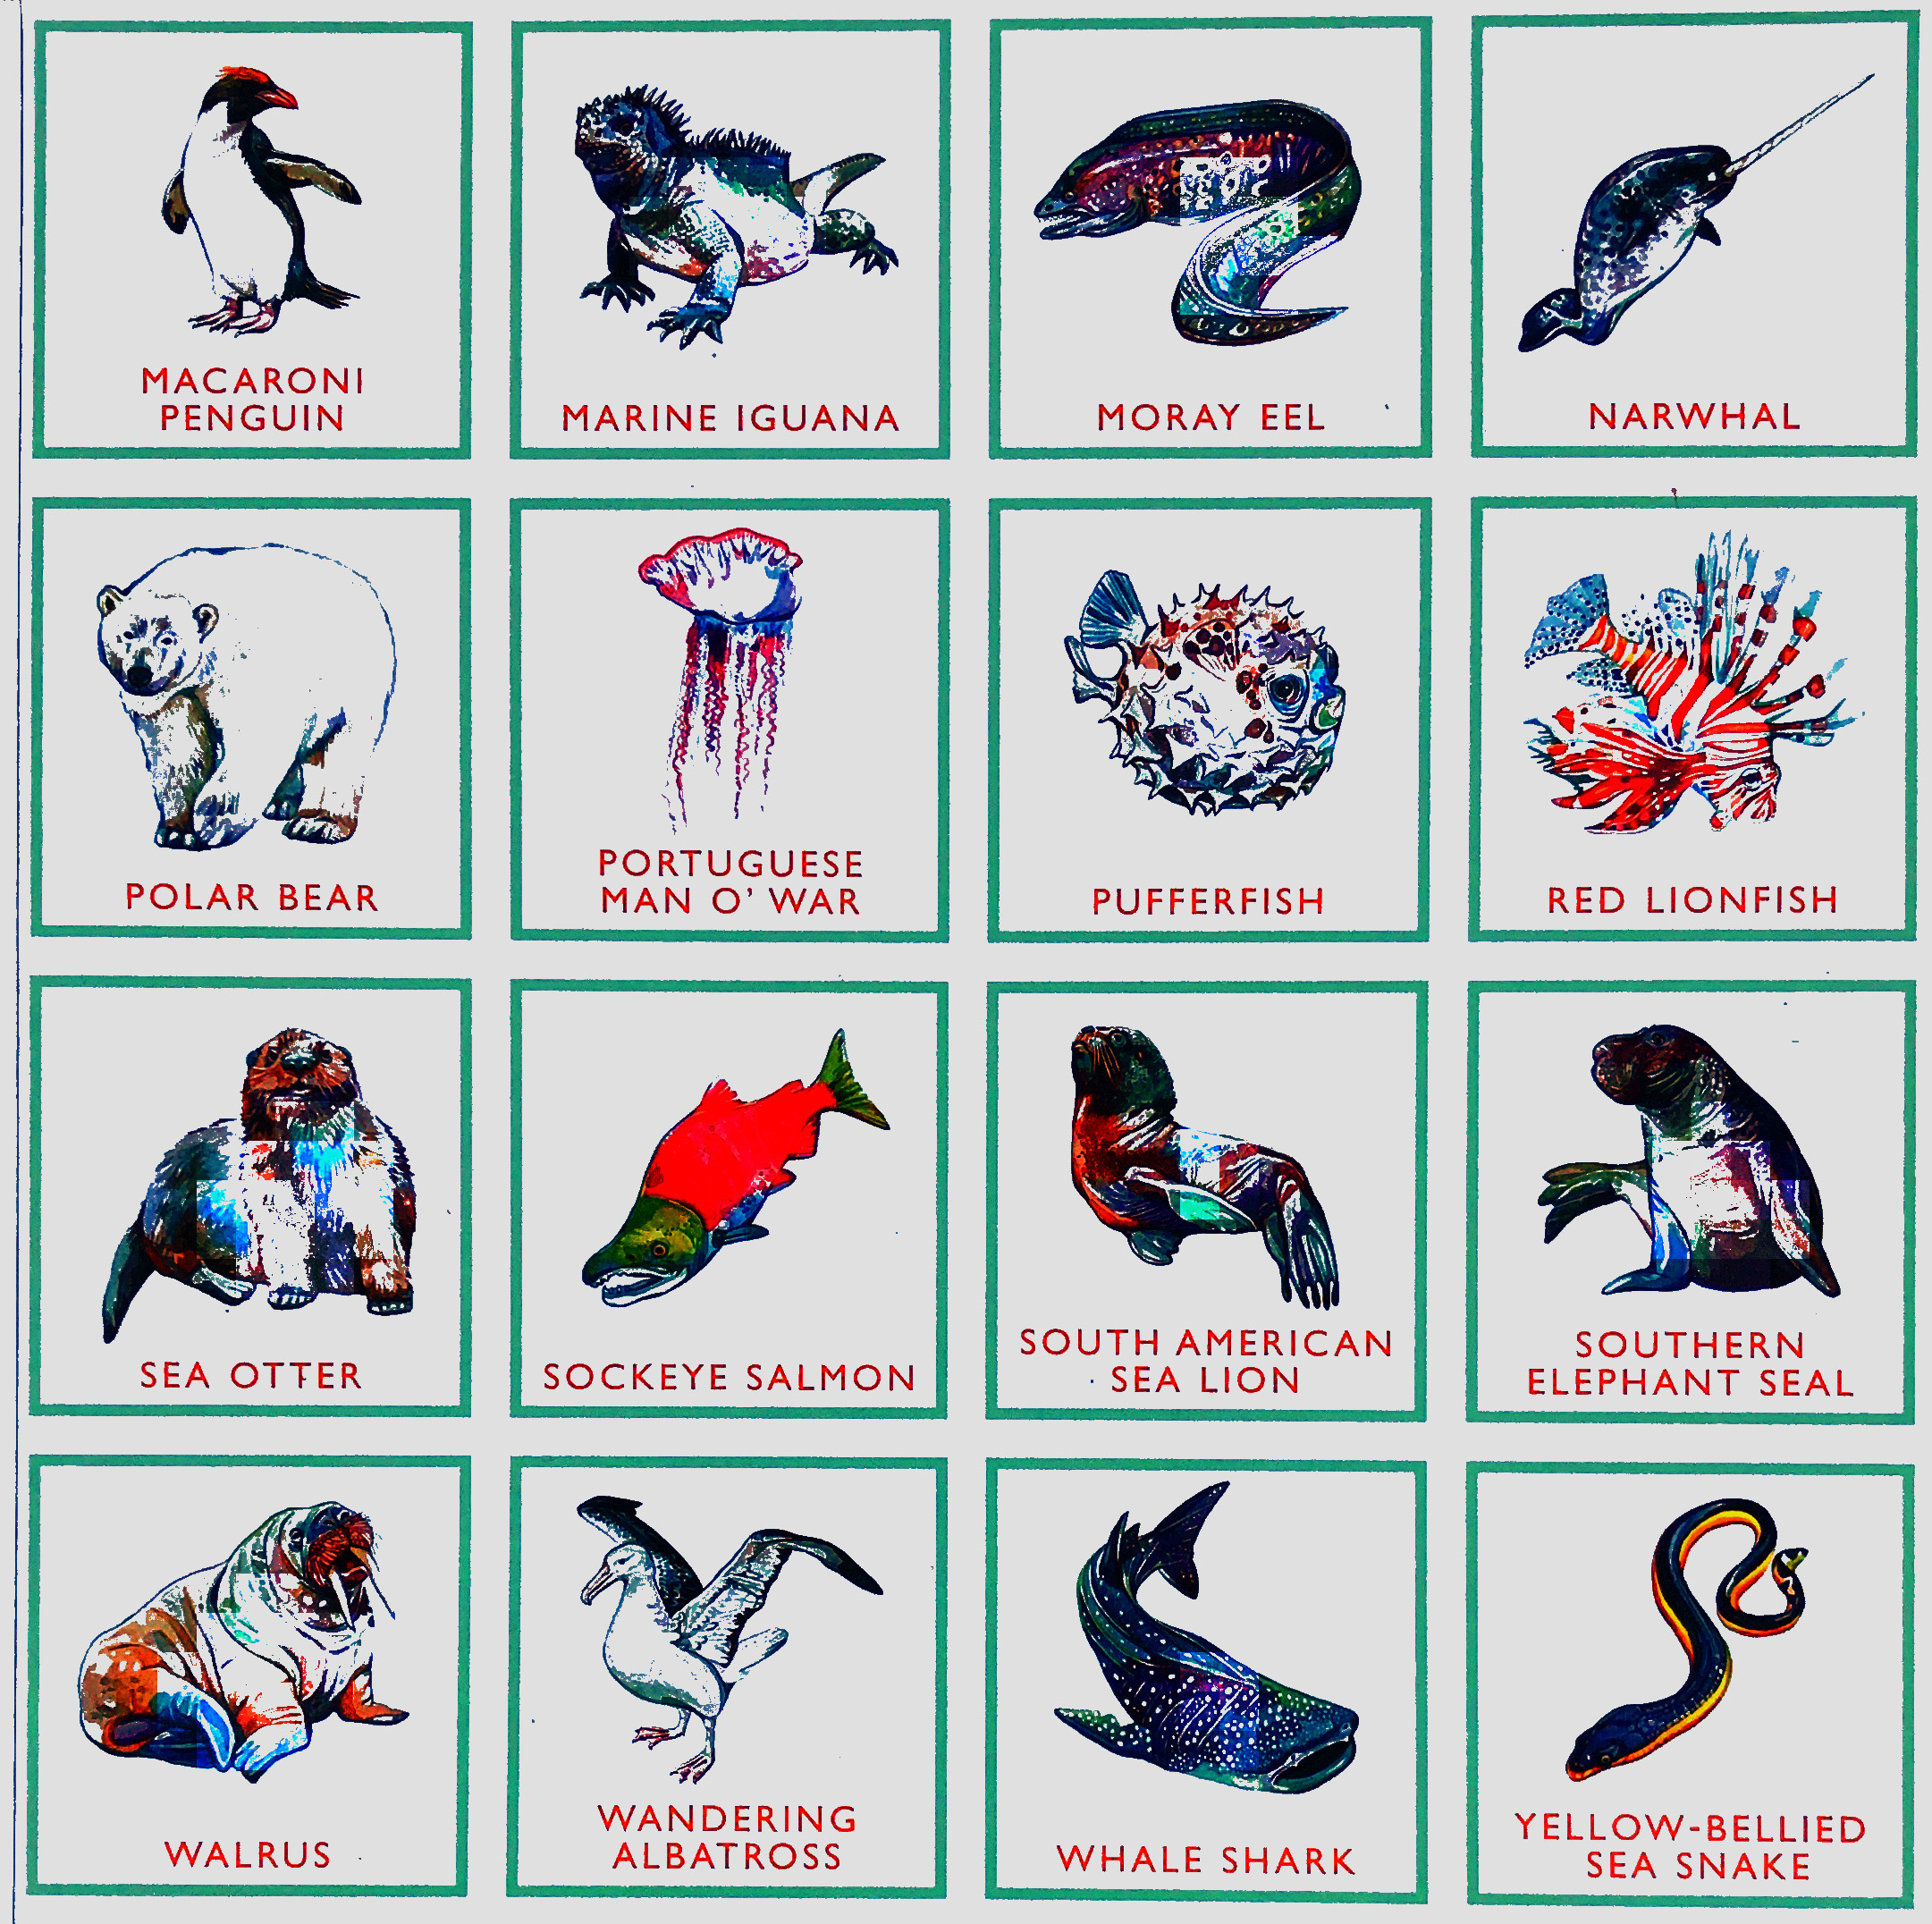 MACARONI
PENGUIN
MARINE IGUANA
MORAY EEL
NARWHAL
POLAR BEAR
PORTUGUESE
MAN O' WAR
PUFFERFISH
RED LIONFISH
SEA OTTER
SOCKEYE SALMON
SOUTH AMERICAN
SEA LION
SOUTHERN
ELEPHANT SEAL
WALRUS
WANDERING
ALBATROSS
WHALE SHARK
YELLOW-BELLIED
SEA SNAKE